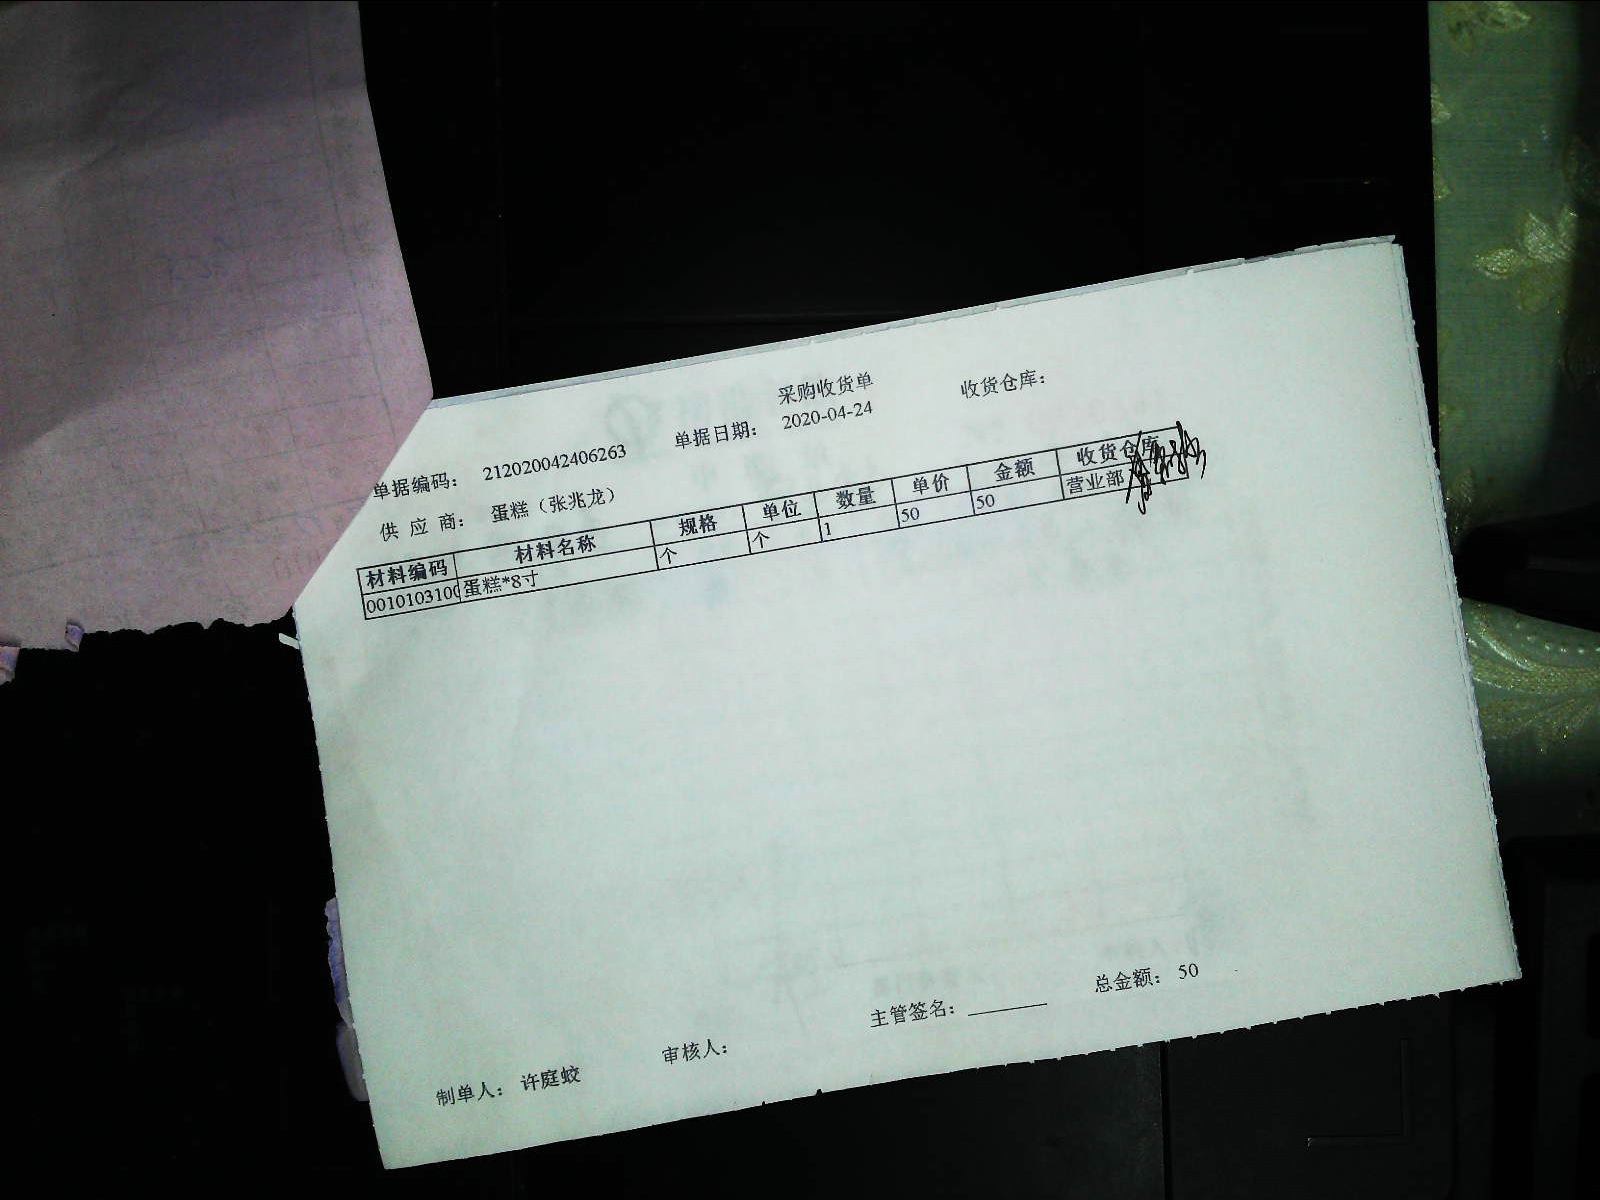 采购收货单
单据编码： 212020042406263 单据日期： 2020-04-24 收货仓库：
供 应 商： 蛋糕（张兆龙）
材料编码 材料名称 规格 单位 数量 单价 金额 收货仓库
0010103100 蛋糕*8寸 个 个 1 50 50 营业部
制单人： 许庭蛟 审核人： 主管签名： 总金额： 50